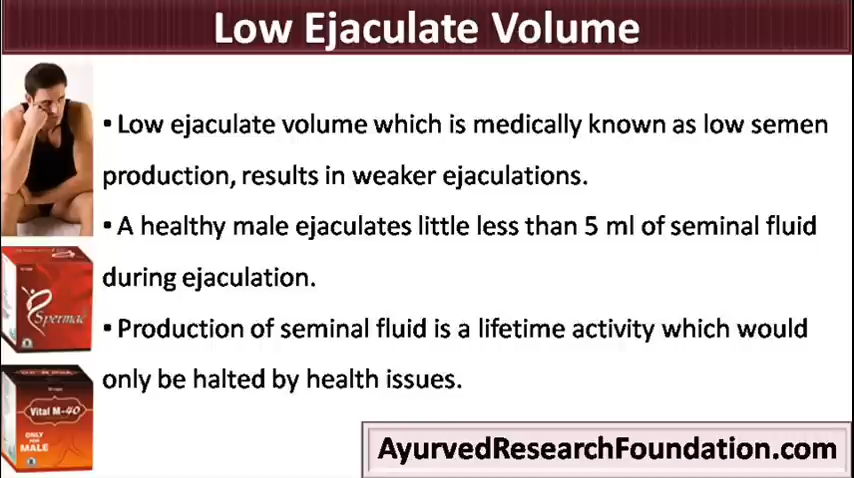 Low Ejaculate Volume
▪ Low ejaculate volume which is medically known as low semen
production, results in weaker ejaculations.
▪ A healthy male ejaculates little less than 5 ml of seminal fluid
during ejaculation.
▪ Production of seminal fluid is a lifetime activity which would
only be halted by health issues.
Spermac
Vital M-40
ONLY
FOR
MALE
AyurvedResearchFoundation.com